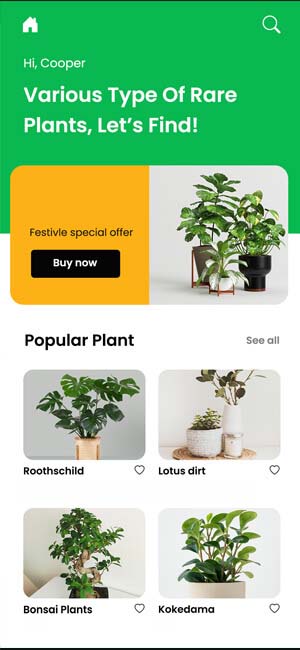 Hi, Cooper
Various Type Of Rare
Plants, Let’s Find!
Festivle special offer
Buy now
Popular Plant
See all
Roothschild
Lotus dirt
Bonsai Plants
Kokedama